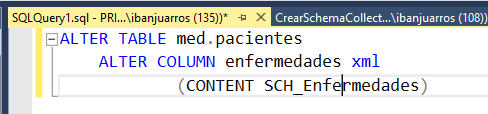 SQLQuery1.sql - PRI...\ibanjuarros (135))* CrearSchemaCollect...\ibanjuarros (108))
ALTER TABLE med.pacientes
ALTER COLUMN enfermedades xml
(CONTENT SCH_Enfermedades)